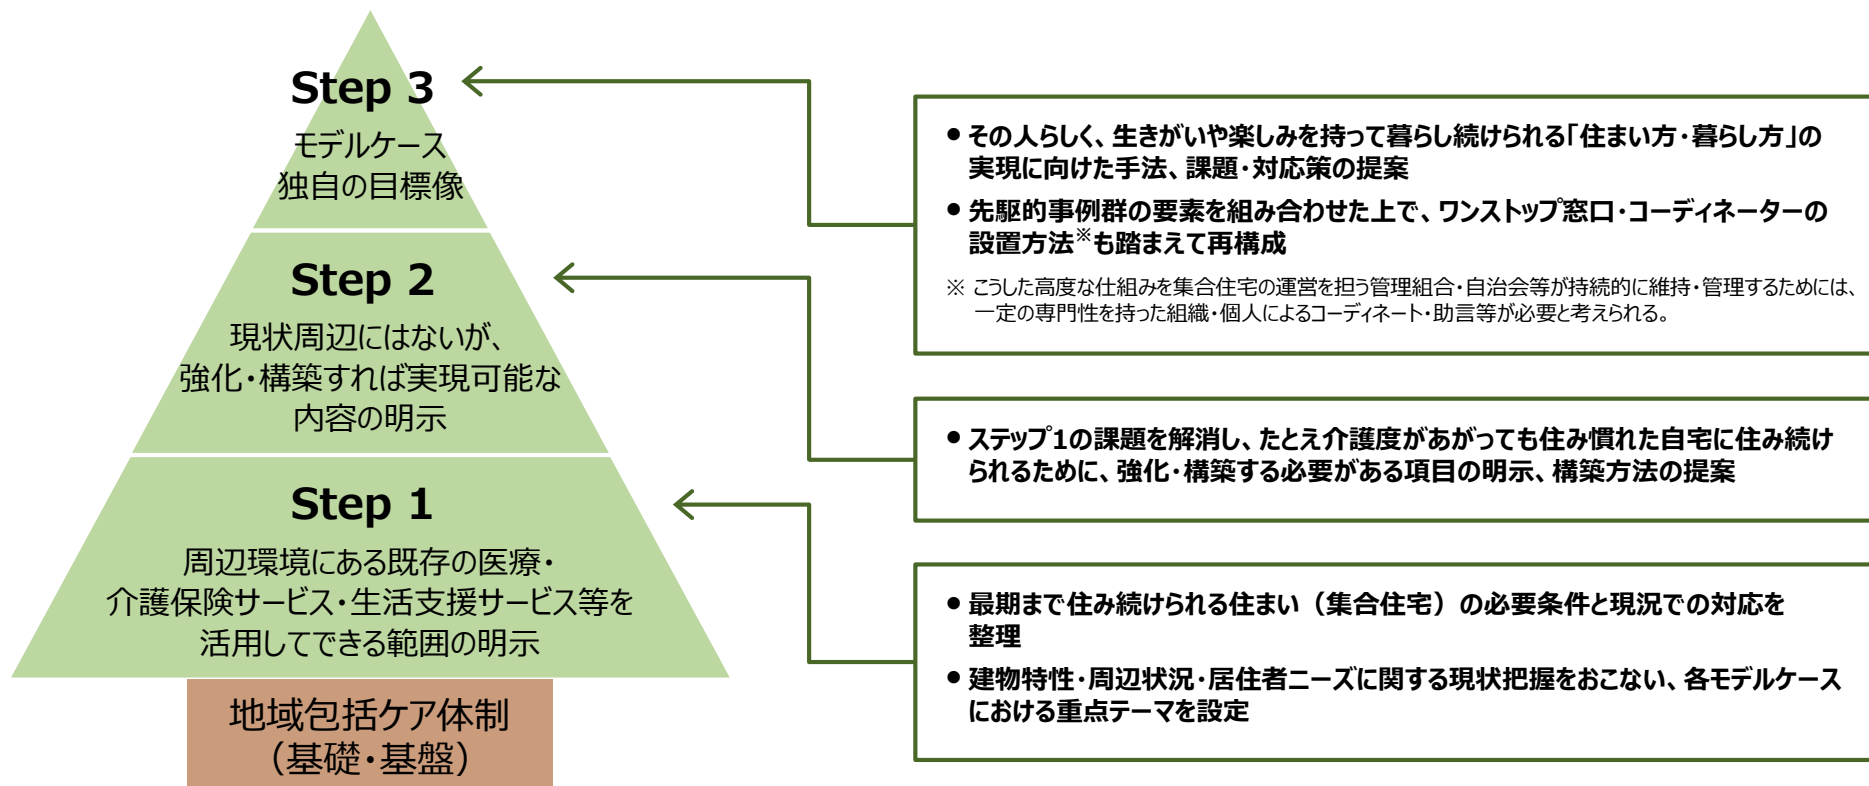 Step 3
モデルケース
独自の目標像
Step 2
現状周辺にはないが、
強化・構築すれば実現可能な
内容の明示
Step 1
周辺環境にある既存の医療・
介護保険サービス・生活支援サービス等を
活用してできる範囲の明示
地域包括ケア体制
（基礎・基盤）
● その人らしく、生きがいや楽しみを持って暮らし続けられる「住まい方・暮らし方」の
実現に向けた手法、課題・対応策の提案
● 先駆的事例群の要素を組み合わせた上で、ワンストップ窓口・コーディネーターの
設置方法※も踏まえて再構成
※ こうした高度な仕組みを集合住宅の運営を担う管理組合・自治会等が持続的に維持・管理するためには、
一定の専門性を持った組織・個人によるコーディネート・助言等が必要と考えられる。
● ステップ1の課題を解消し、たとえ介護度があがっても住み慣れた自宅に住み続け
られるために、強化・構築する必要がある項目の明示、構築方法の提案
● 最期まで住み続けられる住まい（集合住宅）の必要条件と現況での対応を
整理
● 建物特性・周辺状況・居住者ニーズに関する現状把握をおこない、各モデルケース
における重点テーマを設定